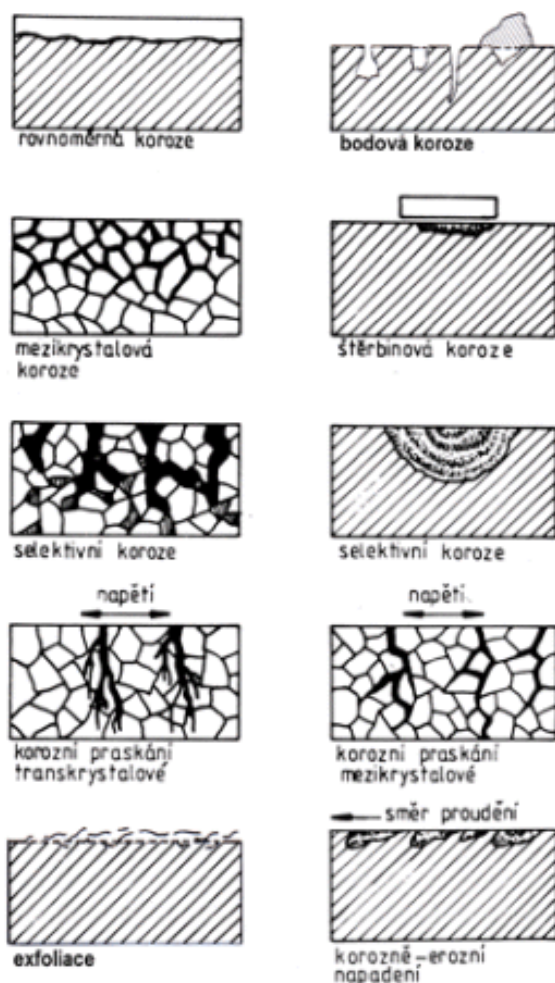 rovnoměrná koroze
bodová koroze
mezikrystalová
koroze
štěrbinová koroze
selektivní koroze
selektivní koroze
napětí
napětí
korozní praskání
transkrystalové
korozní praskání
mezikrystalové
směr proudění
exfoliace
korozně-erozní
napadení